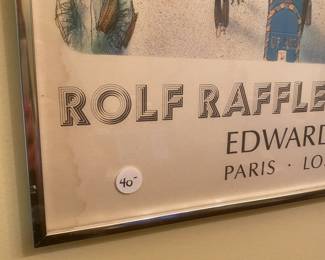 ROLF RAFFLE
EDWARD
PARIS · LO
40-